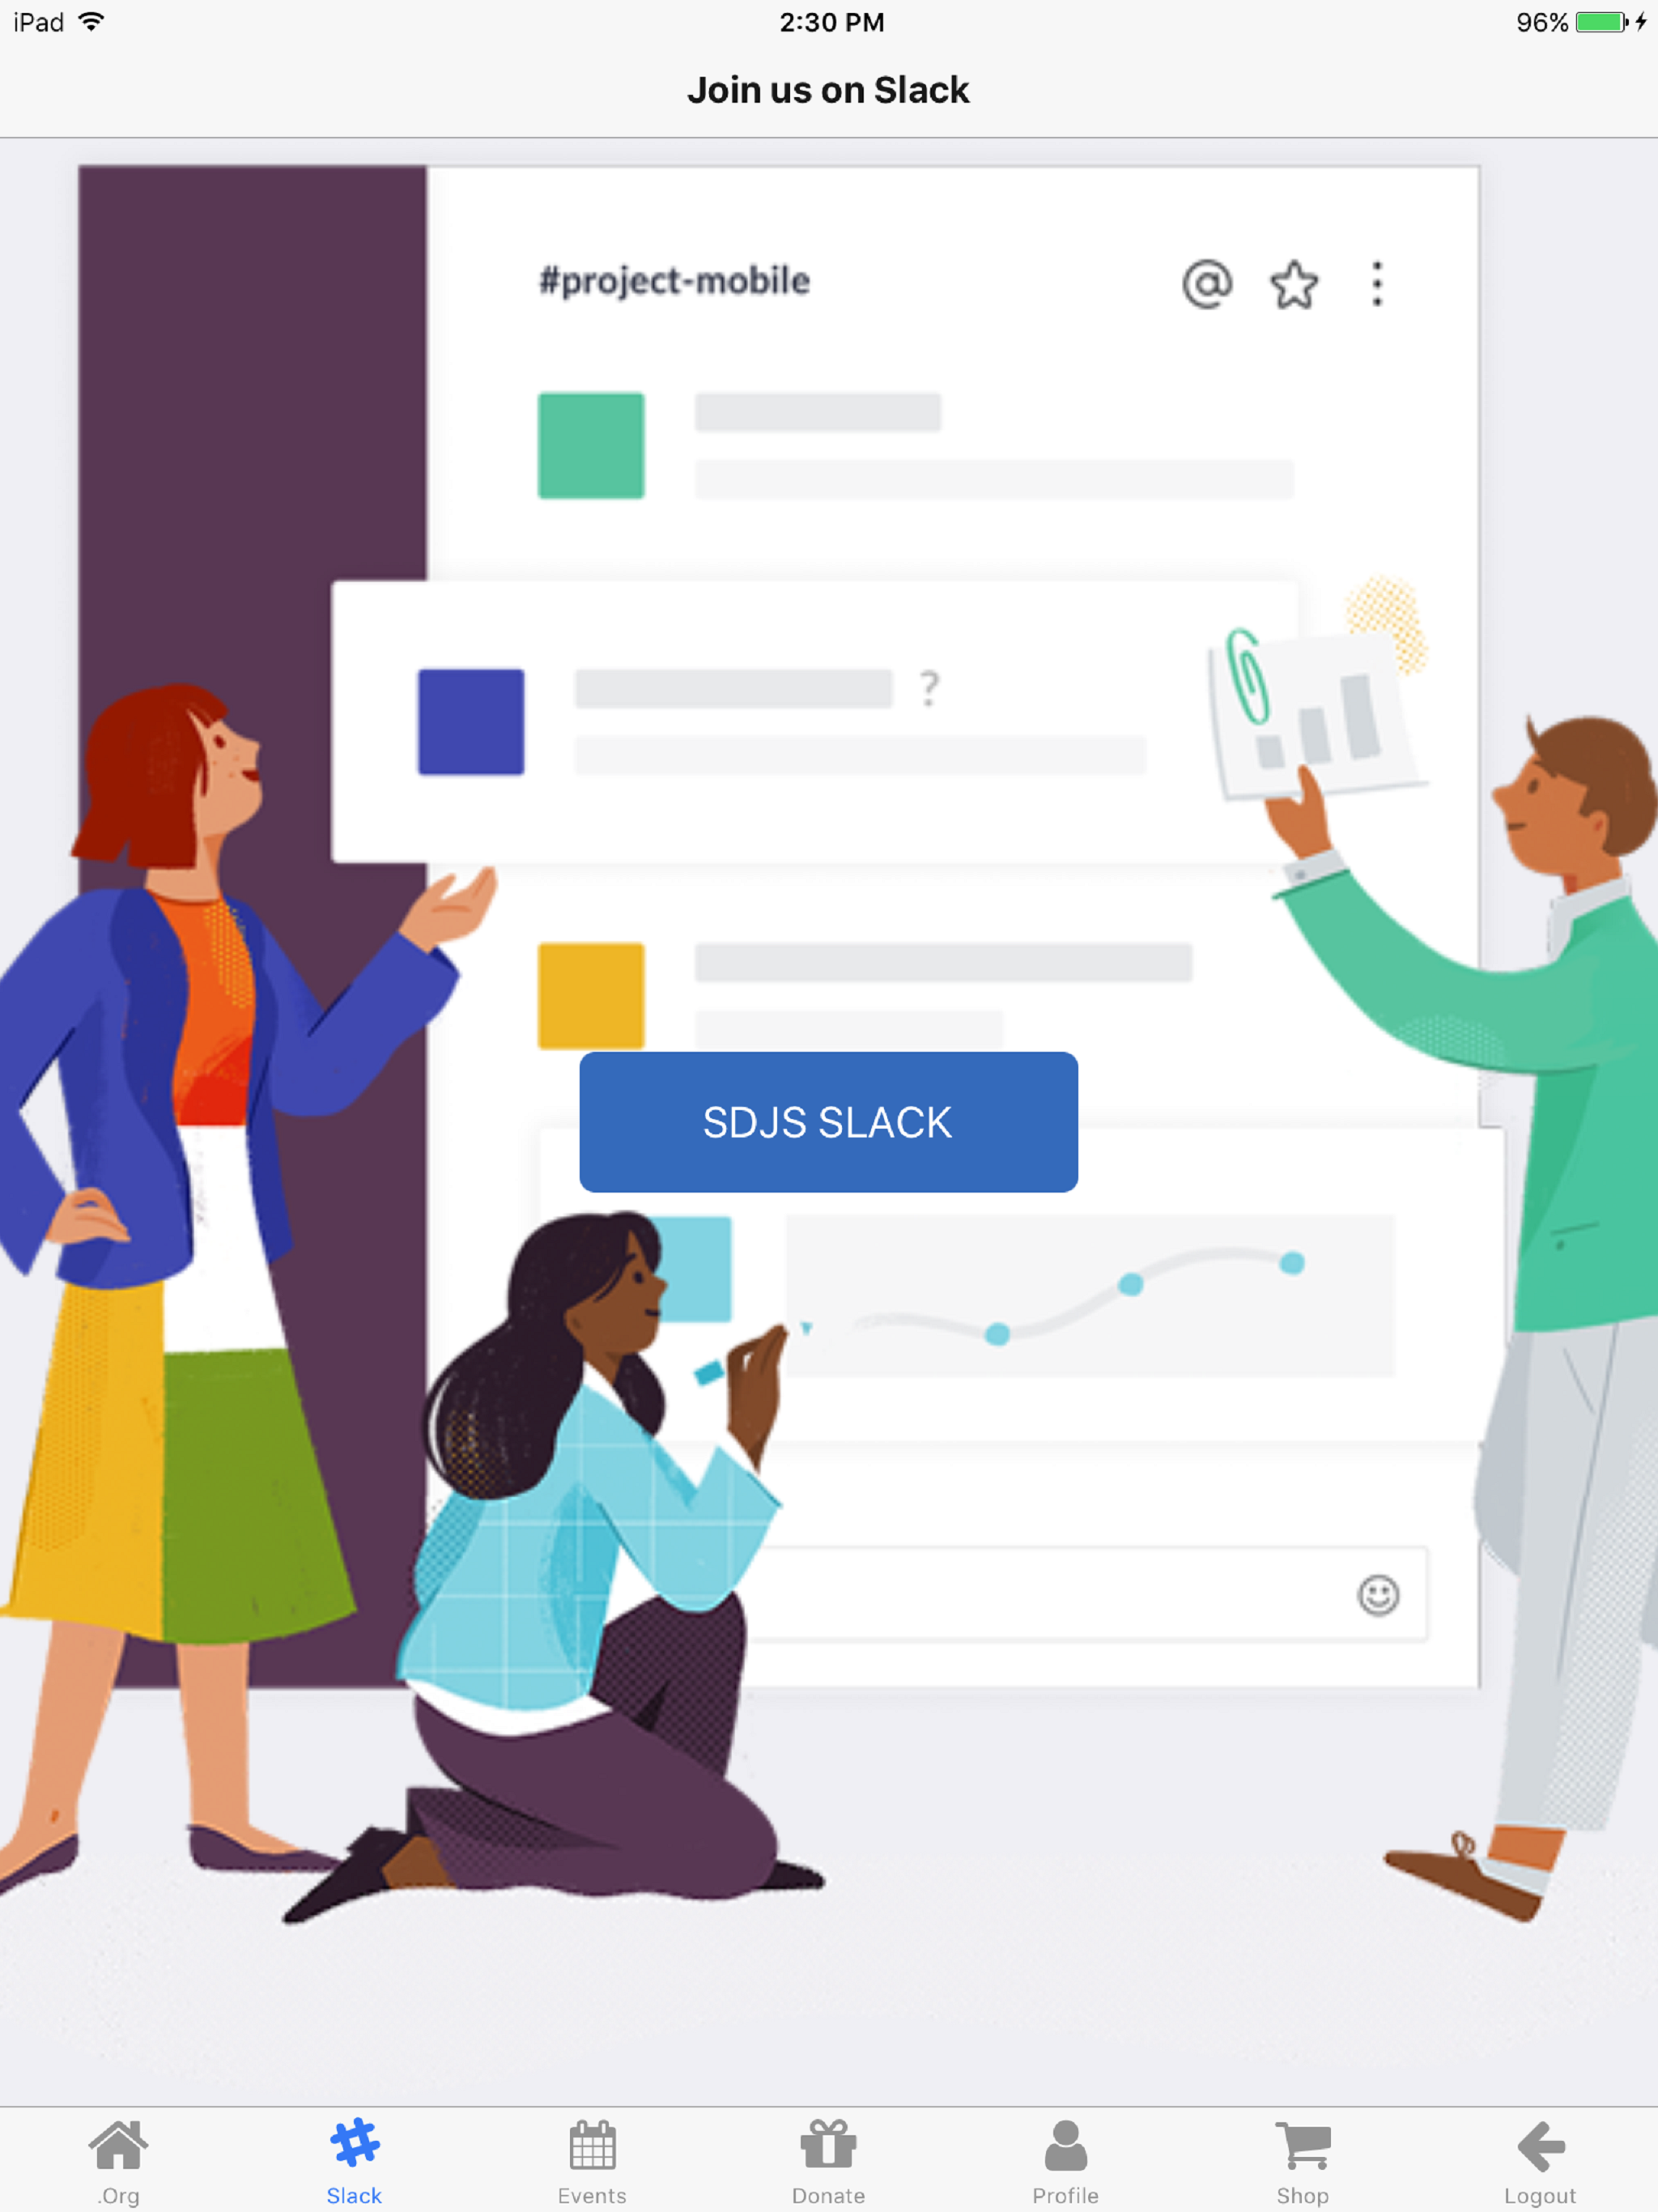 iPad 2:30 PM 96%
Join us on Slack
#project-mobile
?
SDJS SLACK
.Org Slack Events Donate Profile Shop Logout